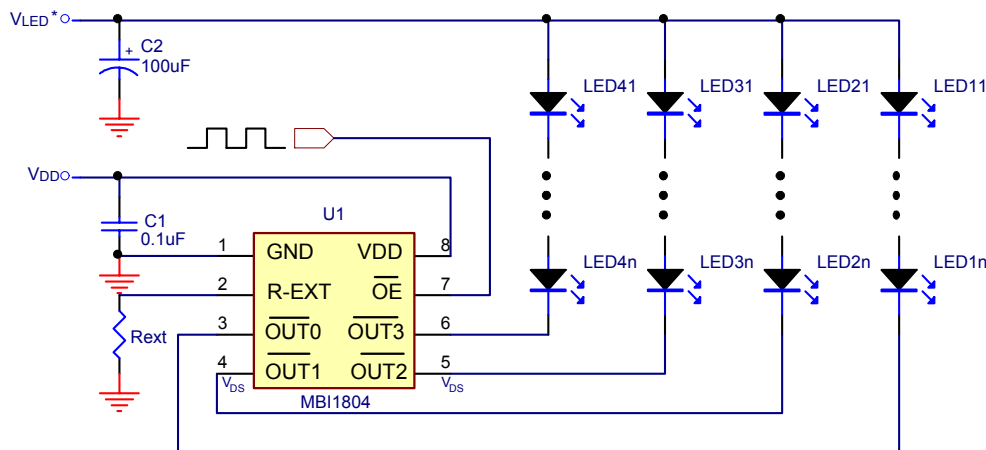 VLED*
C2
100uF
LED41
LED31
LED21
LED11
VDD
C1
0.1uF
U1
1
GND
VDD
8
2
R-EXT
OE
7
3
OUT0
OUT3
6
4
OUT1
OUT2
5
VDS
VDS
MBI1804
Rext
LED4n
LED3n
LED2n
LED1n
+